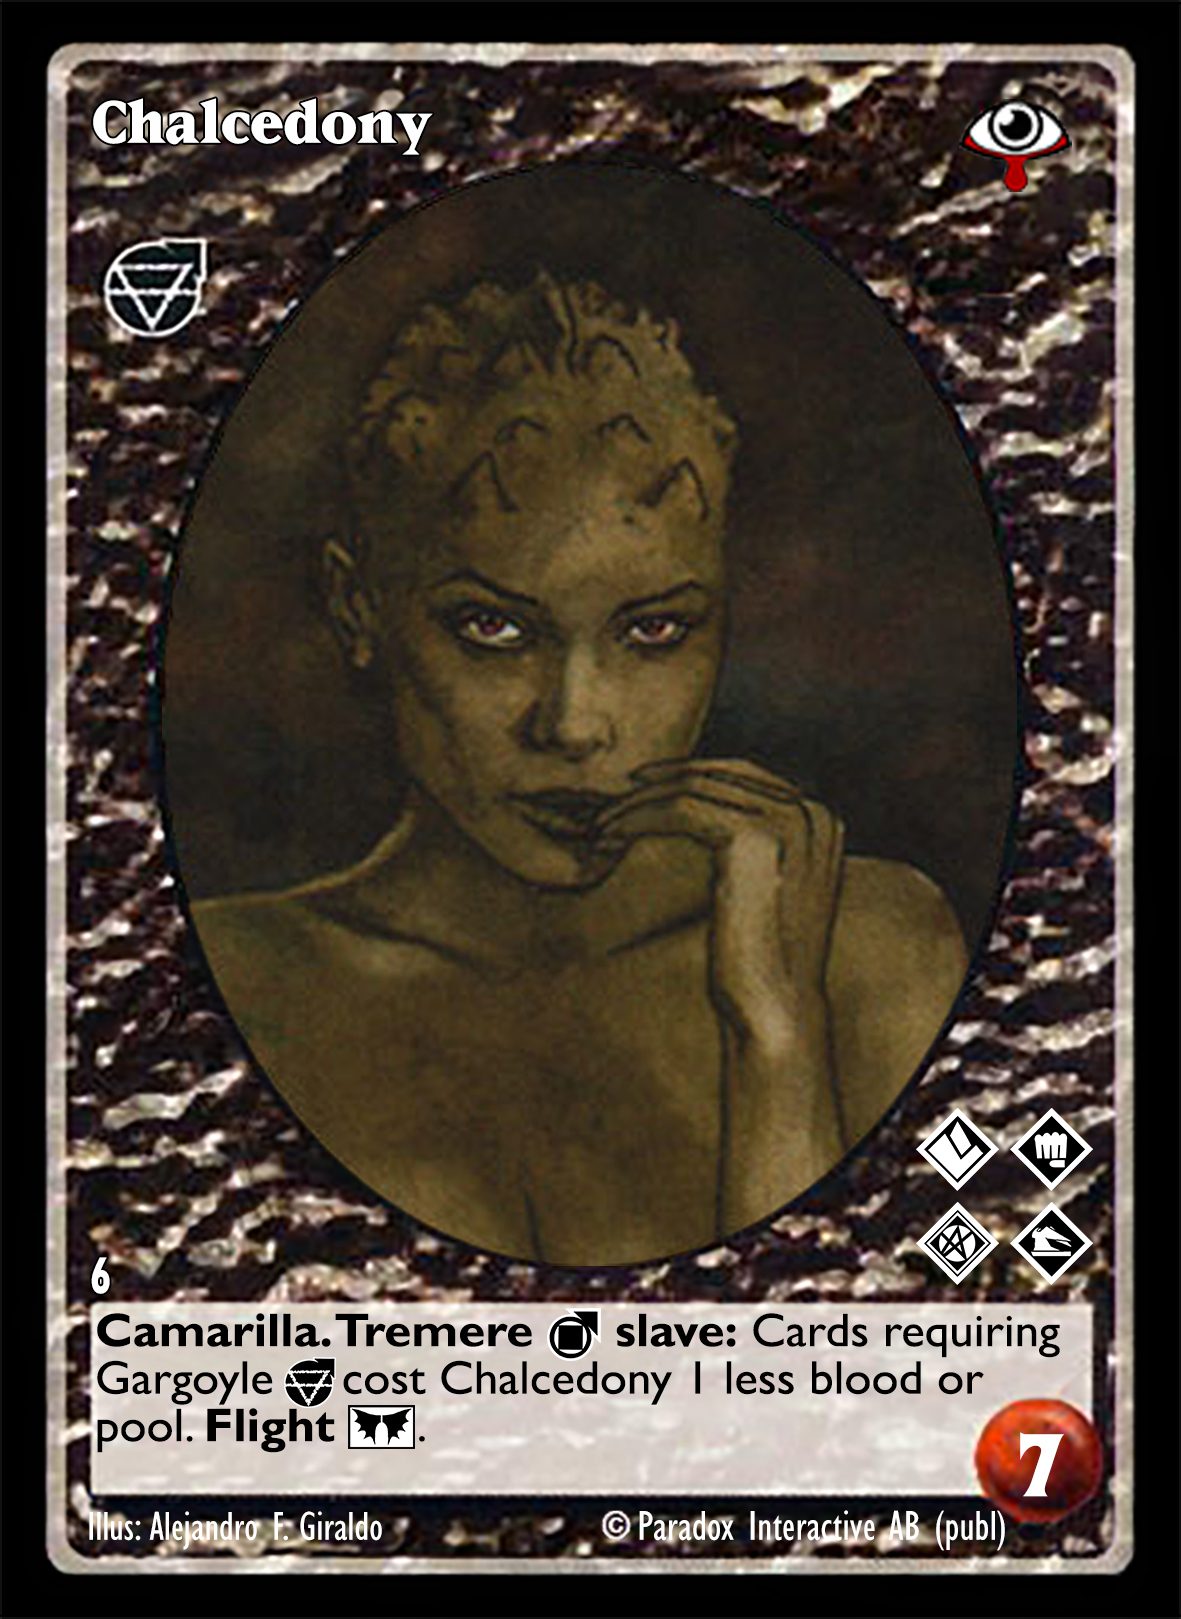 Chalcedony
6
Camarilla. Tremere slave: Cards requiring
Gargoyle cost Chalcedony 1 less blood or
pool. Flight .
7
Illus: Alejandro F. Giraldo
© Paradox Interactive AB (publ)